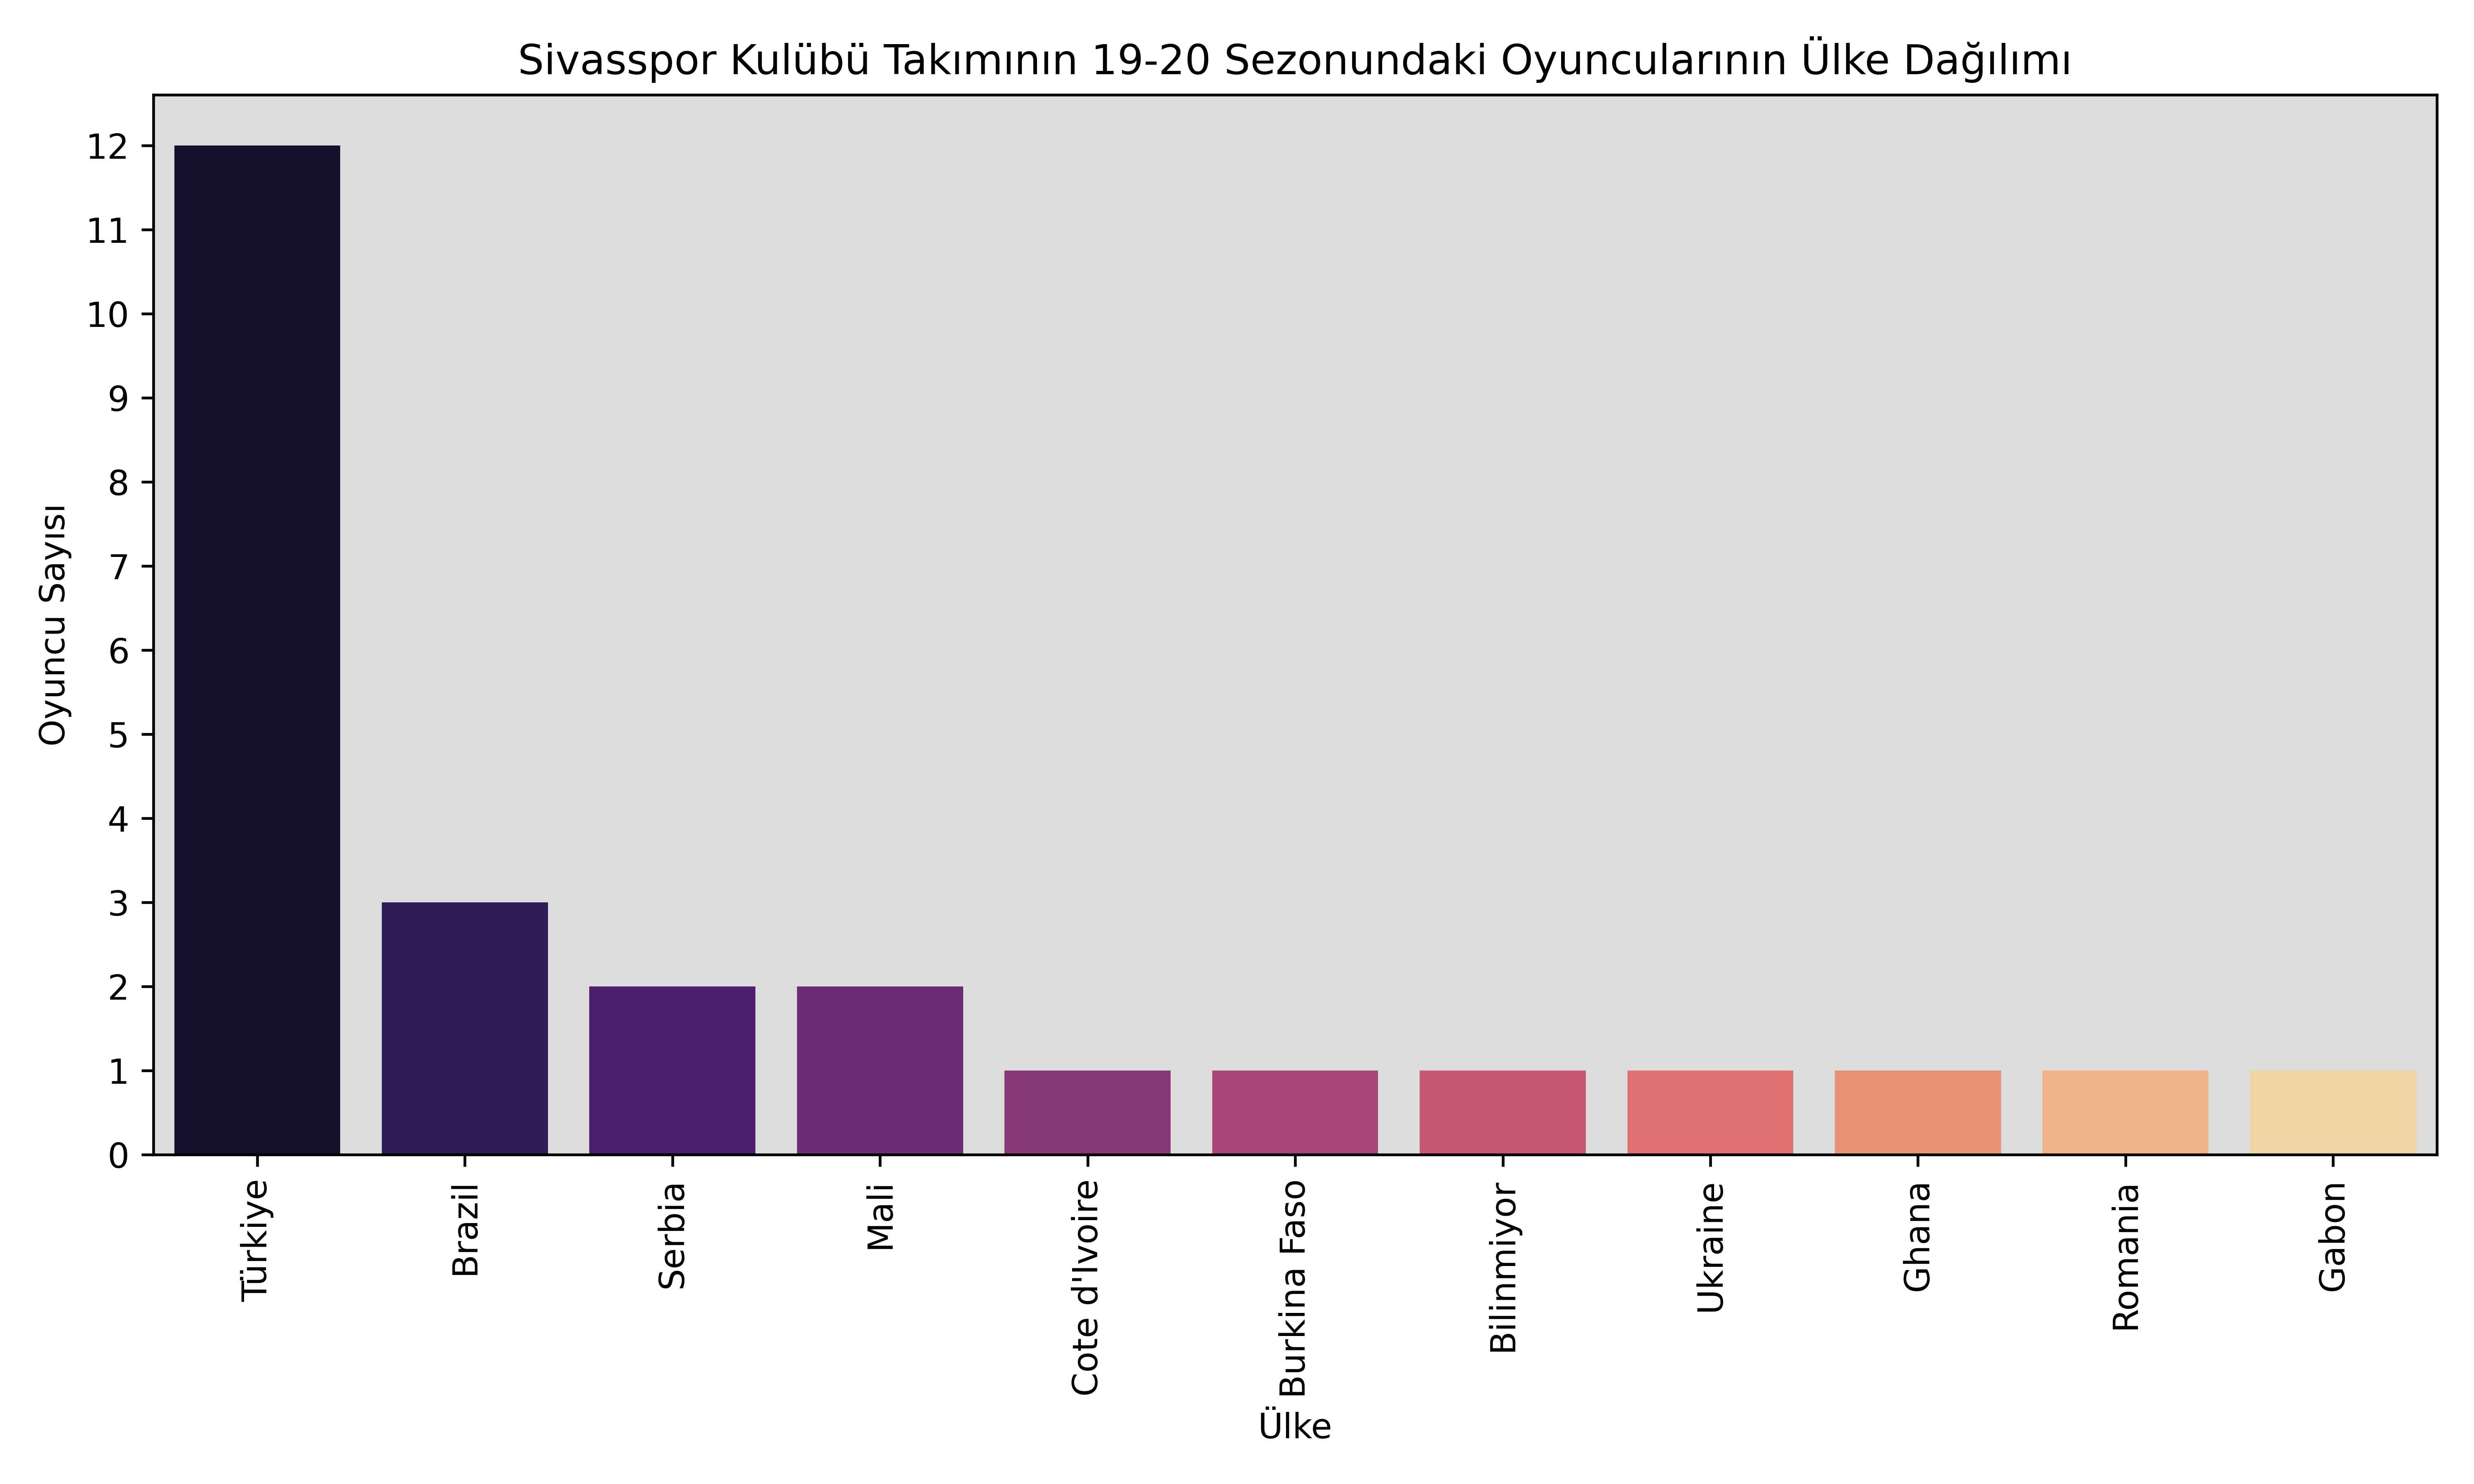 Sivasspor Kulübü Takımının 19-20 Sezonundaki Oyuncularının Ülke Dağılımı
Oyuncu Sayısı
12
11
10
9
8
7
6
5
4
3
2
1
0
Türkiye
Brazil
Serbia
Mali
Cote d'Ivoire
Burkina Faso
Bilinmiyor
Ukraine
Ghana
Romania
Gabon
Ülke